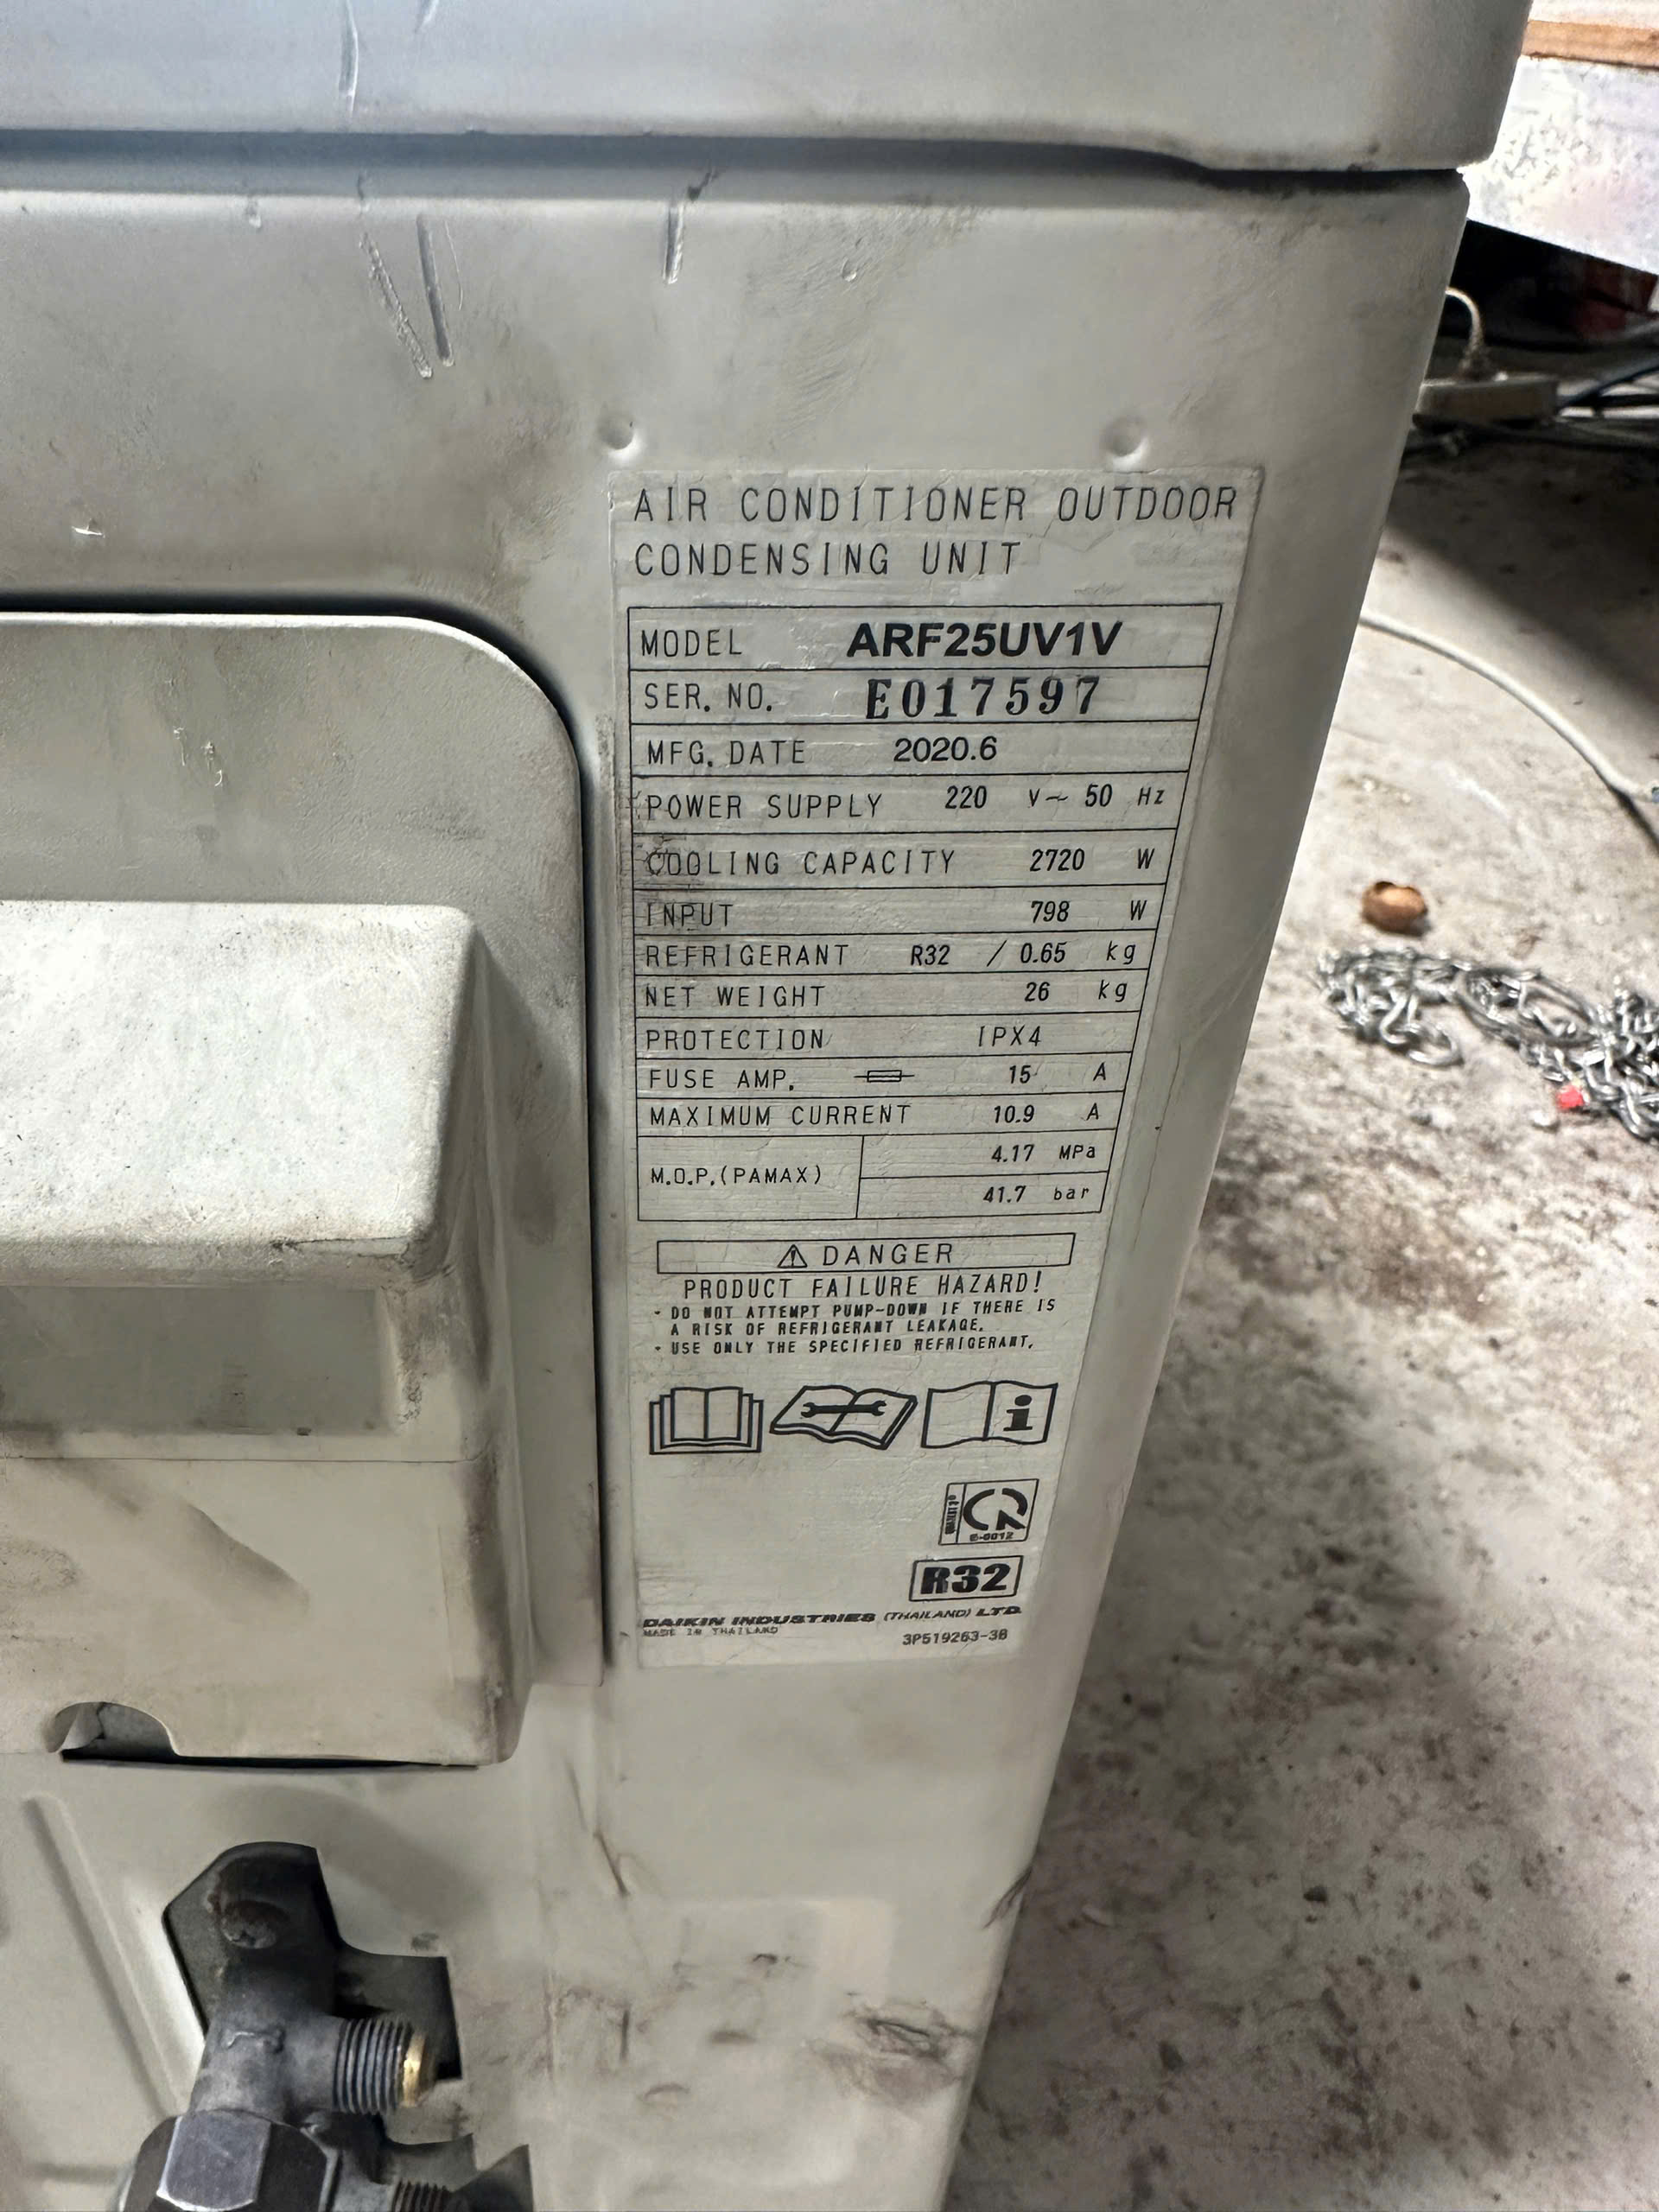 AIR CONDITIONER OUTDOOR
CONDENSING UNIT
MODEL ARF25UV1V
SER. NO. E017597
MFG. DATE 2020.6
POWER SUPPLY 220 V~ 50 Hz
COOLING CAPACITY 2720 W
INPUT 798 W
REFRIGERANT R32 / 0.65 kg
NET WEIGHT 26 kg
PROTECTION IPX4
FUSE AMP. 15 A
MAXIMUM CURRENT 10.9 A
M.O.P.(PAMAX) 4.17 MPa
41.7 bar
⚠ DANGER
PRODUCT FAILURE HAZARD!
- DO NOT ATTEMPT PUMP-DOWN IF THERE IS
A RISK OF REFRIGERANT LEAKAGE.
- USE ONLY THE SPECIFIED REFRIGERANT.
i
CR
E-0012
R32
DAIKIN INDUSTRIES (THAILAND) LTD.
MADE IN THAILAND
3P519263-3B